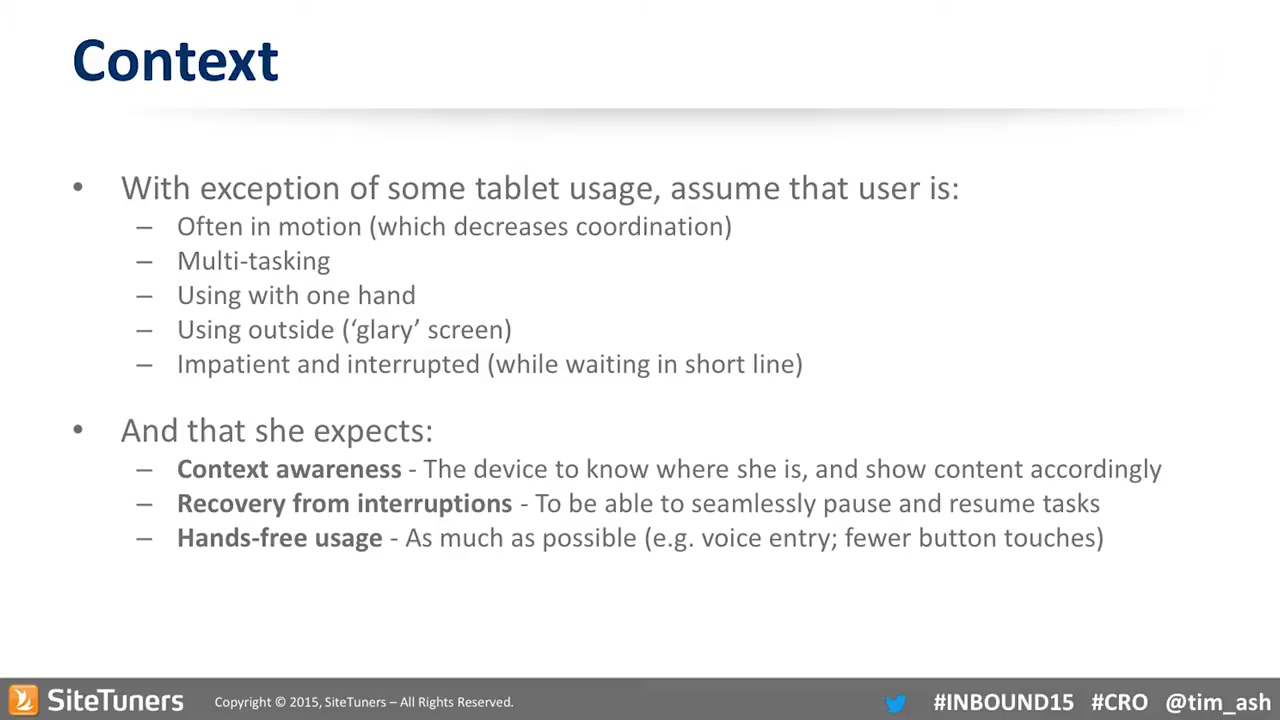 Context
• With exception of some tablet usage, assume that user is:
– Often in motion (which decreases coordination)
– Multi-tasking
– Using with one hand
– Using outside (‘glary’ screen)
– Impatient and interrupted (while waiting in short line)
• And that she expects:
– Context awareness - The device to know where she is, and show content accordingly
– Recovery from interruptions - To be able to seamlessly pause and resume tasks
– Hands-free usage - As much as possible (e.g. voice entry; fewer button touches)
SiteTuners Copyright © 2015, SiteTuners – All Rights Reserved. #INBOUND15 #CRO @tim_ash